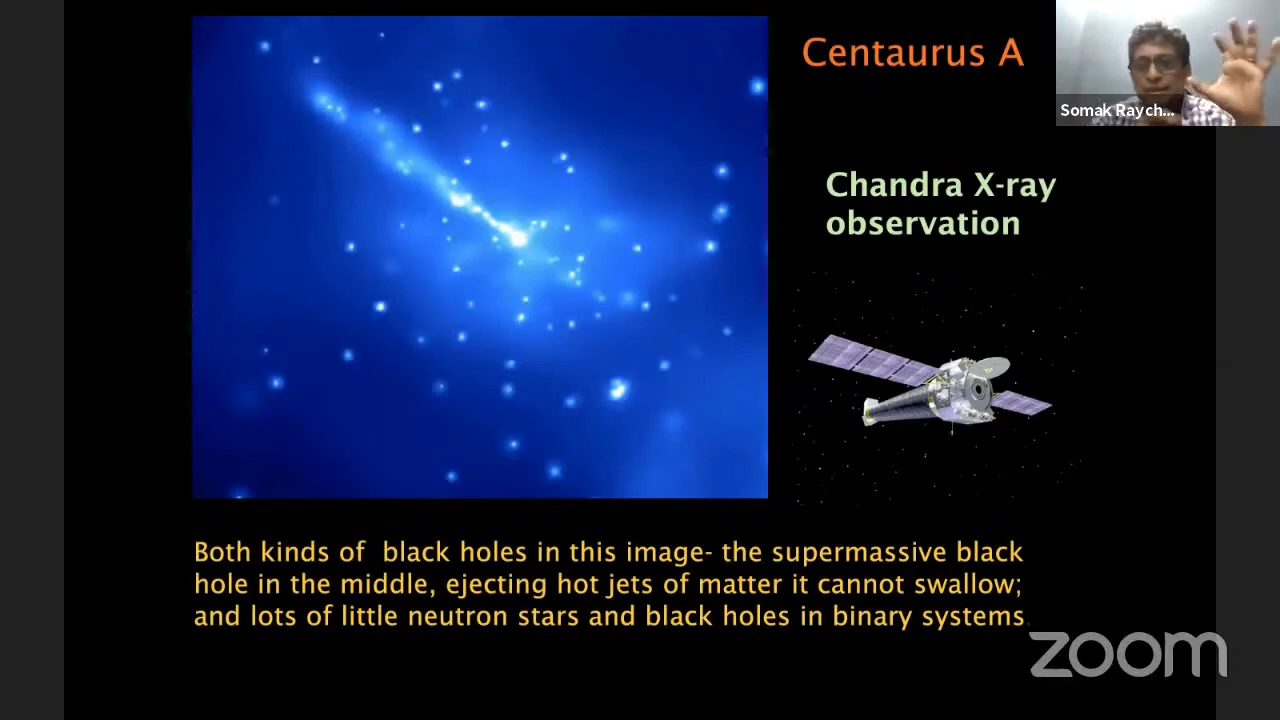 Centaurus A
Somak Raych...
Chandra X-ray
observation
Both kinds of black holes in this image- the supermassive black
hole in the middle, ejecting hot jets of matter it cannot swallow;
and lots of little neutron stars and black holes in binary systems.
zoom